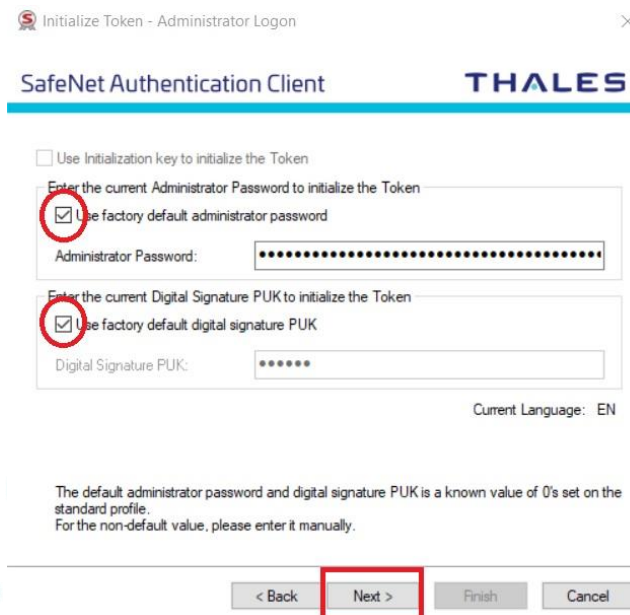 Initialize Token - Administrator Logon
SafeNet Authentication Client
THALES
Use Initialization key to initialize the Token
Enter the current Administrator Password to initialize the Token
Use factory default administrator password
Administrator Password:
Enter the current Digital Signature PUK to initialize the Token
Use factory default digital signature PUK
Digital Signature PUK:
Current Language: EN
The default administrator password and digital signature PUK is a known value of 0's set on the
standard profile.
For the non-default value, please enter it manually.
< Back Next > Finish Cancel